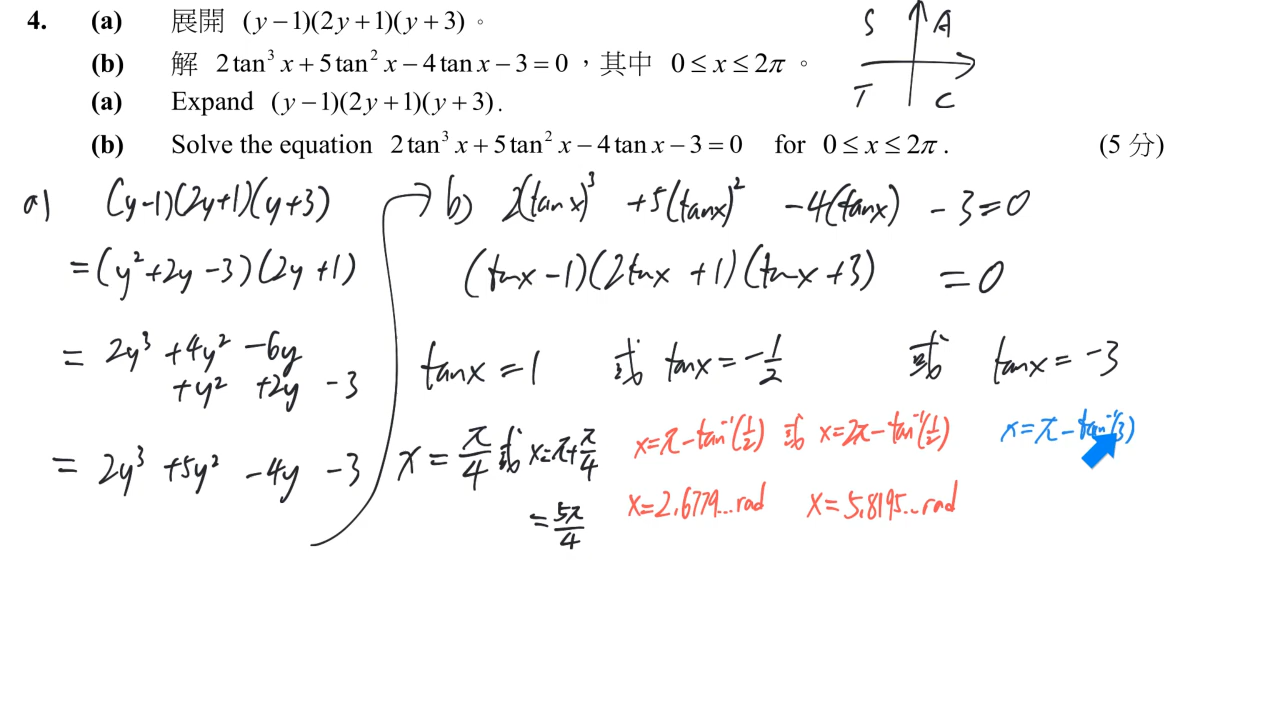 4. (a) 展開 (y−1)(2y+1)(y+3)。
(b) 解 2tan³x+5tan²x−4tanx−3=0，其中 0≤x≤2π。
(a) Expand (y−1)(2y+1)(y+3).
(b) Solve the equation 2tan³x+5tan²x−4tanx−3=0 for 0≤x≤2π. (5 分)
S A
T C
a) (y-1)(2y+1)(y+3)
=(y²+2y-3)(2y+1)
= 2y³ +4y² -6y
+y² +2y -3
= 2y³ +5y² -4y -3
b) 2(tanx)³ +5(tanx)² -4(tanx) -3=0
(tanx -1)(2tanx +1)(tanx +3) =0
tanx =1 或 tanx = -1/2 或 tanx = -3
x = π/4 或 x=π+π/4
= 5π/4
x=π-tan⁻¹(1/2) 或 x=2π-tan⁻¹(1/2)
x=2.6779...rad x=5.8195...rad
x=π-tan⁻¹(3)